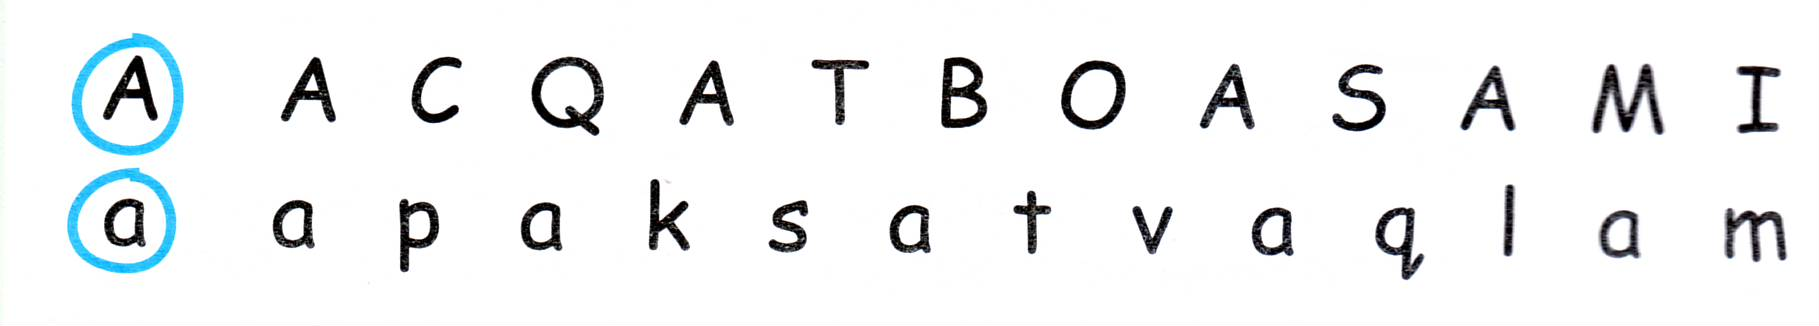 A A C Q A T B O A S A M I
a a p a k s a t v a q l a m